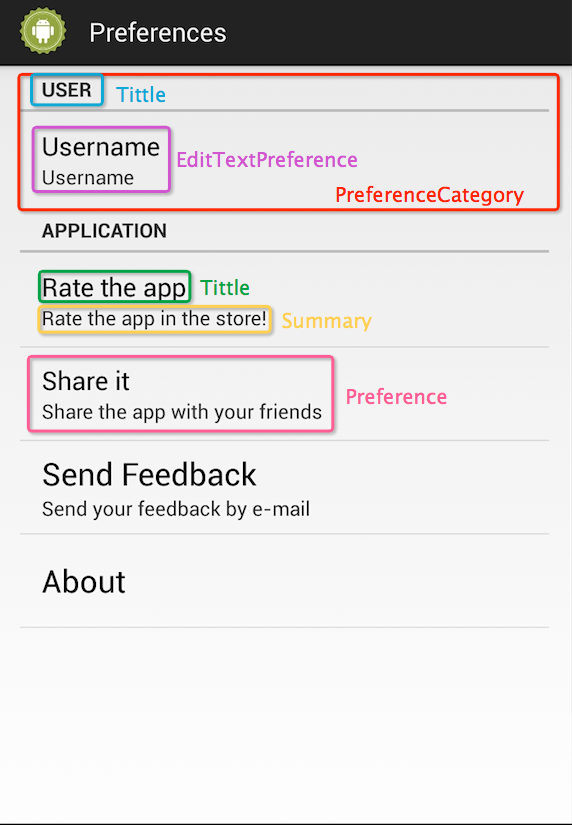 Preferences
USER Tittle
Username
Username
EditTextPreference
PreferenceCategory
APPLICATION
Rate the app Tittle
Rate the app in the store! Summary
Share it
Share the app with your friends
Preference
Send Feedback
Send your feedback by e-mail
About